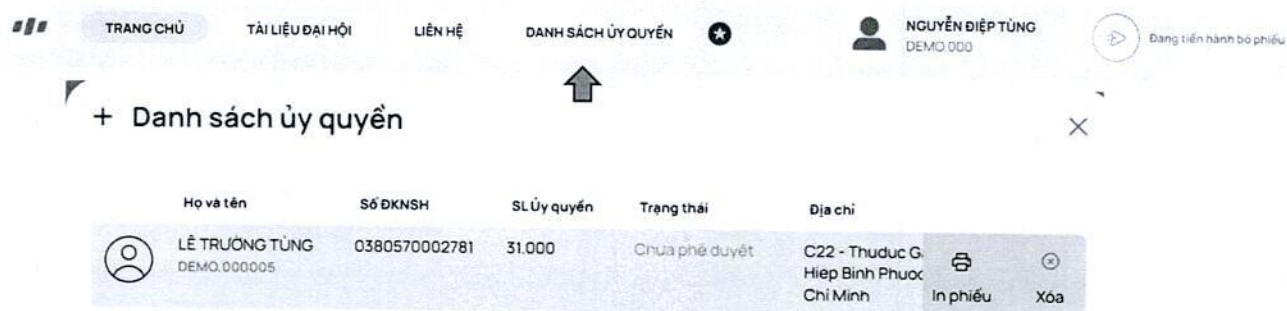 TRANG CHỦ TÀI LIỆU ĐẠI HỘI LIÊN HỆ DANH SÁCH ỦY QUYỀN NGUYỄN ĐIỆP TÙNG
DEMO.000
Đang tiến hành bỏ phiếu
+ Danh sách ủy quyền
Họ và tên Số ĐKNSH SL Ủy quyền Trạng thái Địa chỉ
LÊ TRƯỜNG TÙNG 0380570002781 31.000 Chưa phê duyệt C22 - Thuduc G
DEMO.000005 Hiep Binh Phuoc
Chi Minh In phiếu Xóa